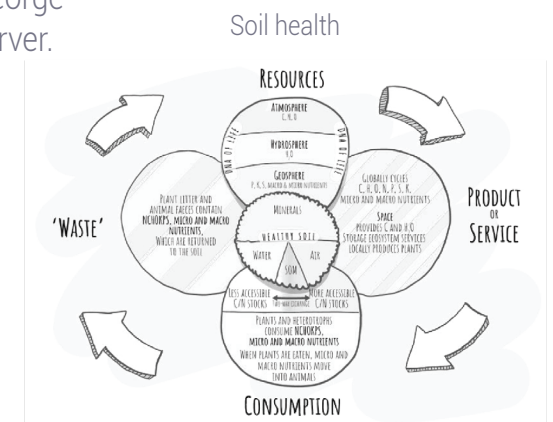 rver.
Soil health
RESOURCES
ATMOSPHERE
C, N, O
HYDROSPHERE
H,O
GEOSPHERE
P, K, S, MACRO & MICRO NUTRIENTS
DNA OF LIFE
DNA OF LIFE
MINERALS
HEALTHY SOIL
WATER
AIR
SOM
'WASTE'
PLANT LITTER AND
ANIMAL FAECES CONTAIN
NCHOKPS, MICRO AND MACRO
NUTRIENTS,
WHICH ARE RETURNED
TO THE SOIL
GLOBALLY CYCLES
C, H, O, N, P, S, K,
MICRO AND MACRO NUTRIENTS
SPACE
PROVIDES C AND H,O
STORAGE ECOSYSTEM SERVICES
LOCALLY PRODUCES PLANTS
PRODUCT
OR
SERVICE
LESS ACCESSIBLE
C/N STOCKS
MORE ACCESSIBLE
C/N STOCKS
PLANTS AND HETEROTROPHS
CONSUME NCHOKPS,
MICRO AND MACRO NUTRIENTS
WHEN PLANTS ARE EATEN, MICRO AND
MACRO NUTRIENTS MOVE
INTO ANIMALS
CONSUMPTION